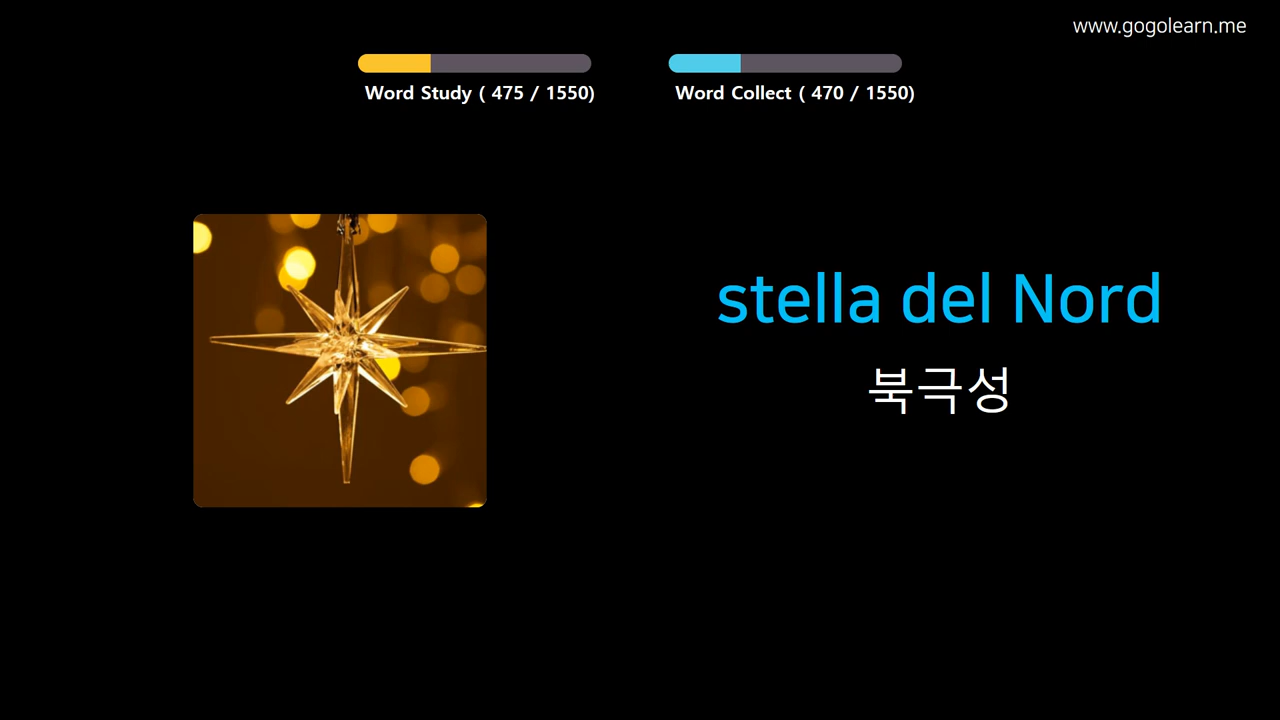 www.gogolearn.me
Word Study ( 475 / 1550)
Word Collect ( 470 / 1550)
stella del Nord
북극성